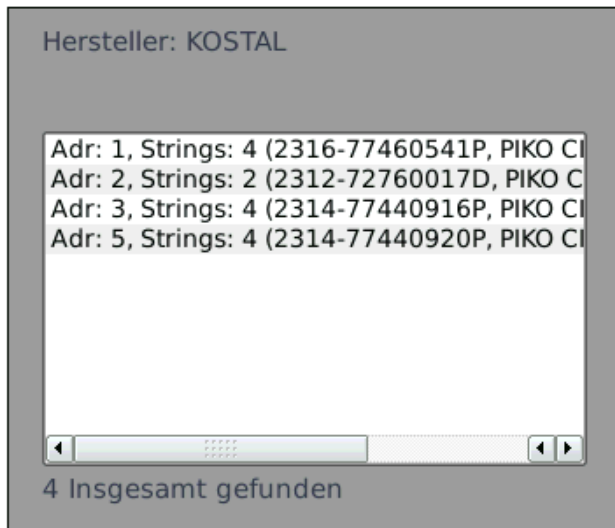 Hersteller: KOSTAL
Adr: 1, Strings: 4 (2316-77460541P, PIKO CI
Adr: 2, Strings: 2 (2312-72760017D, PIKO C
Adr: 3, Strings: 4 (2314-77440916P, PIKO CI
Adr: 5, Strings: 4 (2314-77440920P, PIKO CI
4 Insgesamt gefunden